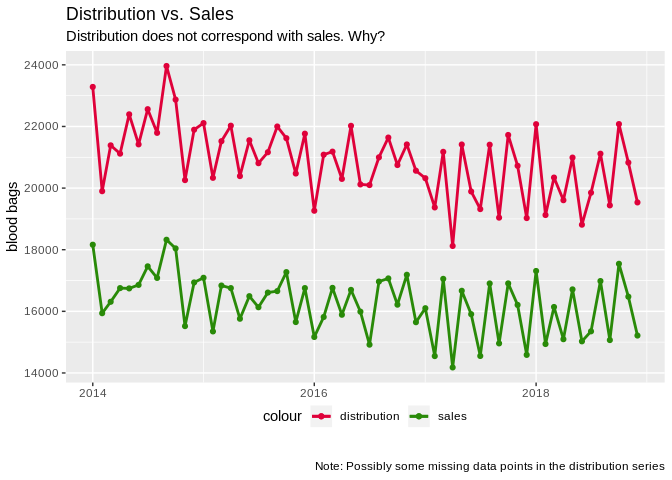 Distribution vs. Sales
Distribution does not correspond with sales. Why?
24000
22000
20000
18000
16000
14000
blood bags
2014
2016
2018
colour distribution sales
Note: Possibly some missing data points in the distribution series